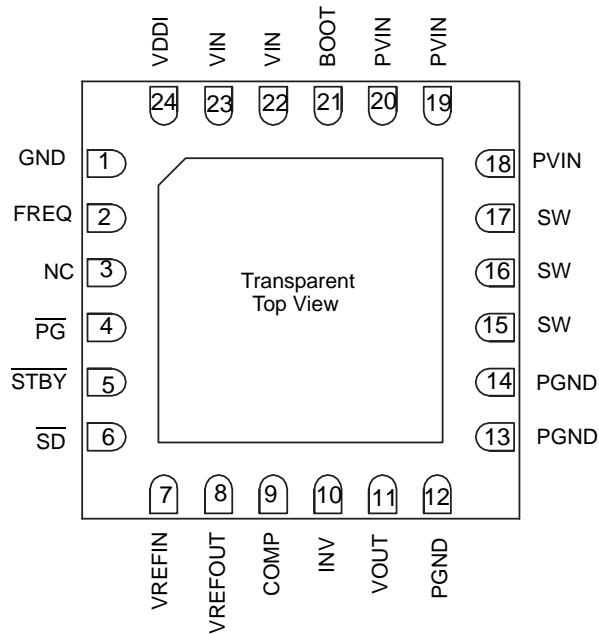 VDDI
VIN
VIN
BOOT
PVIN
PVIN
24
23
22
21
20
19
GND 1
FREQ 2
NC 3
PG 4
STBY 5
SD 6
18 PVIN
17 SW
16 SW
15 SW
14 PGND
13 PGND
Transparent
Top View
7
8
9
10
11
12
VREFIN
VREFOUT
COMP
INV
VOUT
PGND